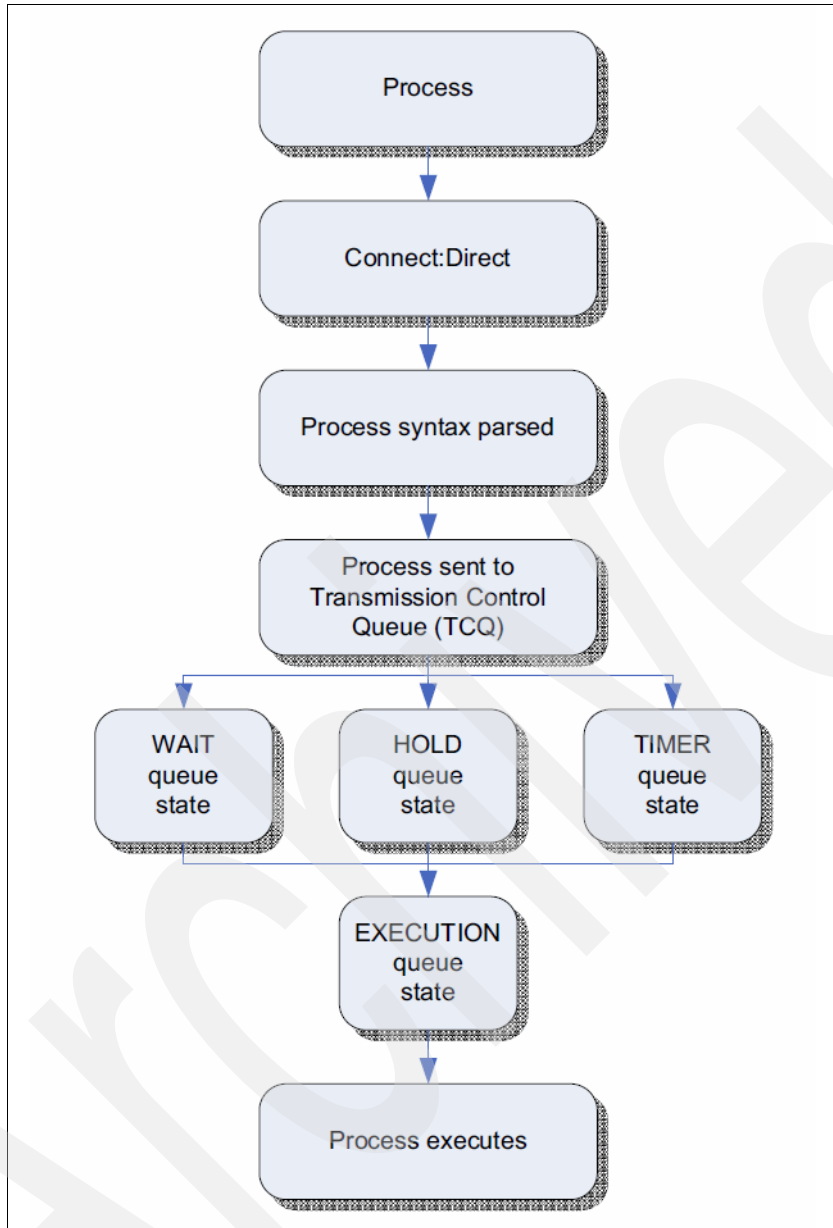 Process
Connect:Direct
Process syntax parsed
Process sent to
Transmission Control
Queue (TCQ)
WAIT
queue
state
HOLD
queue
state
TIMER
queue
state
EXECUTION
queue
state
Process executes
Archived